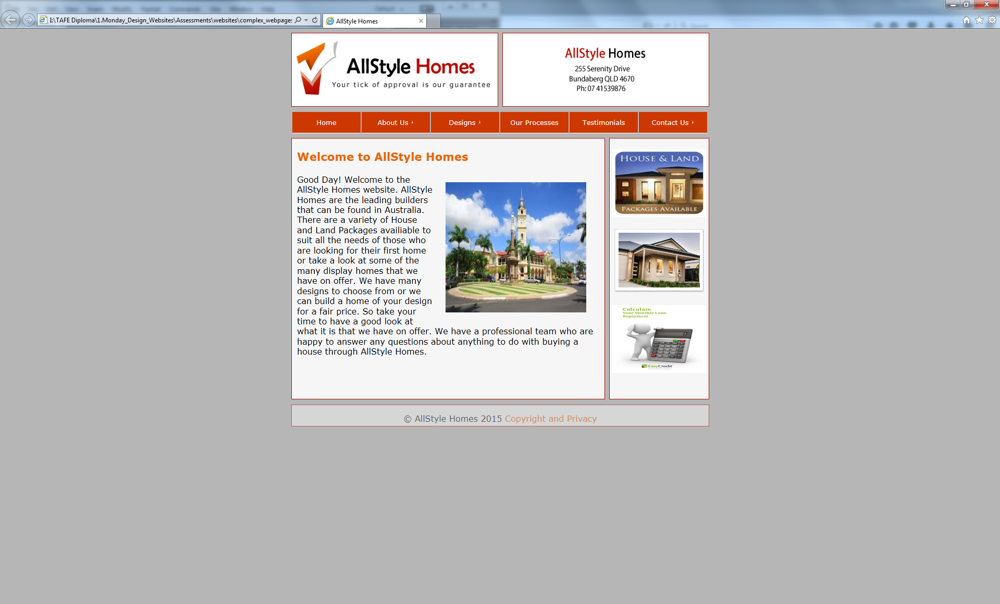 I:\TAFE Diploma\1.Monday_Design_Websites\Assessments\websites\complex_webpages
AllStyle Homes
AllStyle Homes
Your tick of approval is our guarantee
AllStyle Homes
255 Serenity Drive
Bundaberg QLD 4670
Ph: 07 41539876
Home
About Us
Designs
Our Processes
Testimonials
Contact Us
Welcome to AllStyle Homes
Good Day! Welcome to the
AllStyle Homes website. AllStyle
Homes are the leading builders
that can be found in Australia.
There are a variety of House
and Land Packages availiable to
suit all the needs of those who
are looking for their first home
or take a look at some of the
many display homes that we
have on offer. We have many
designs to choose from or we
can build a home of your design
for a fair price. So take your
time to have a good look at
what it is that we have on offer. We have a professional team who are
happy to answer any questions about anything to do with buying a
house through AllStyle Homes.
HOUSE & LAND
PACKAGES AVAILABLE
Calculate
Your Monthly Loan
Repayment
EasyCredit
© AllStyle Homes 2015 Copyright and Privacy